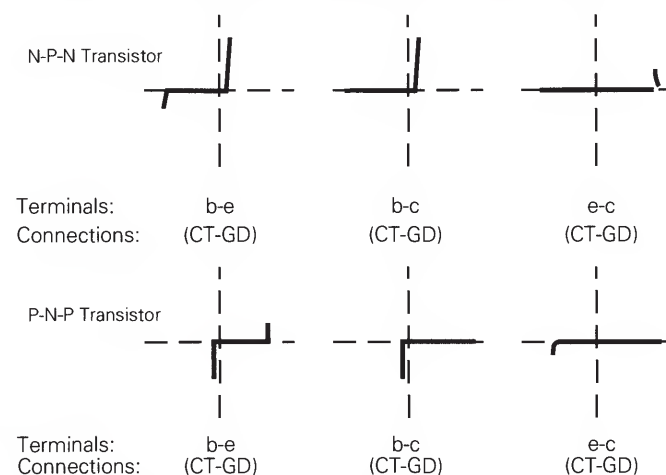 N-P-N Transistor
Terminals: b-e b-c e-c
Connections: (CT-GD) (CT-GD) (CT-GD)
P-N-P Transistor
Terminals: b-e b-c e-c
Connections: (CT-GD) (CT-GD) (CT-GD)